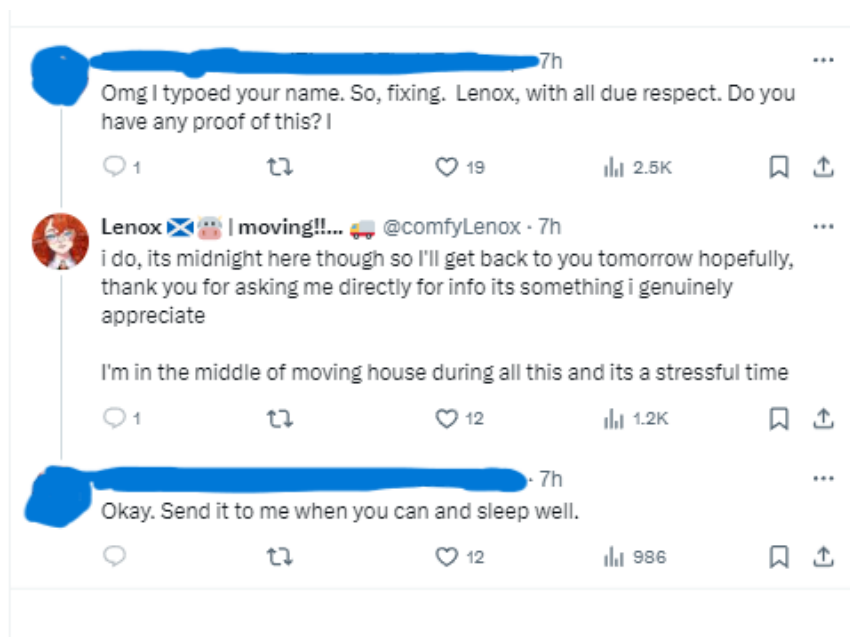 7h
Omg I typoed your name. So, fixing. Lenox, with all due respect. Do you
have any proof of this? I
1 19 2.5K
Lenox 🏴󠁧󠁢󠁳󠁣󠁴󠁿🐮 | moving!!... 🚚 @comfyLenox · 7h
i do, its midnight here though so I'll get back to you tomorrow hopefully,
thank you for asking me directly for info its something i genuinely
appreciate
I'm in the middle of moving house during all this and its a stressful time
1 12 1.2K
· 7h
Okay. Send it to me when you can and sleep well.
12 986